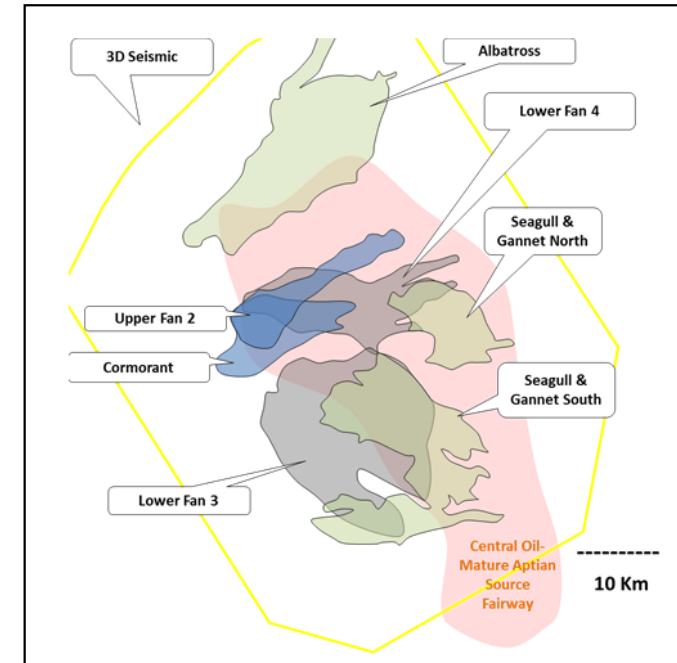 3D Seismic
Albatross
Lower Fan 4
Seagull &
Gannet North
Upper Fan 2
Cormorant
Seagull &
Gannet South
Lower Fan 3
Central Oil-
Mature Aptian
Source
Fairway
10 Km